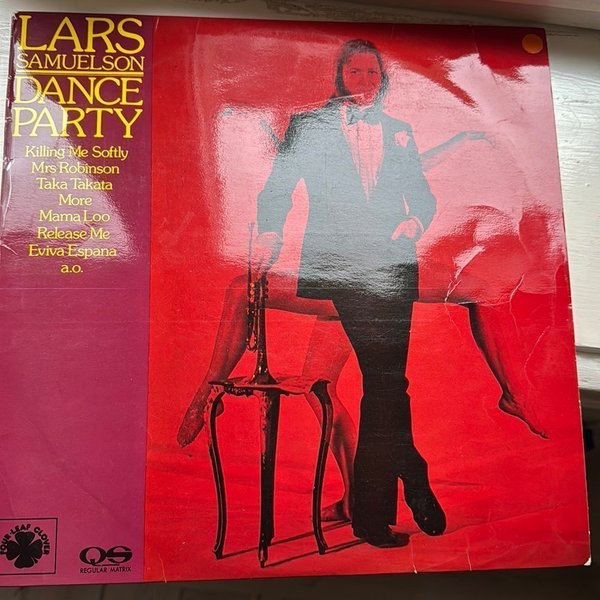 LARS
SAMUELSON
DANCE
PARTY
Killing Me Softly
Mrs Robinson
Taka Takata
More
Mama Loo
Release Me
Eviva Espana
a.o.
FOUR LEAF CLOVER
QS
REGULAR MATRIX